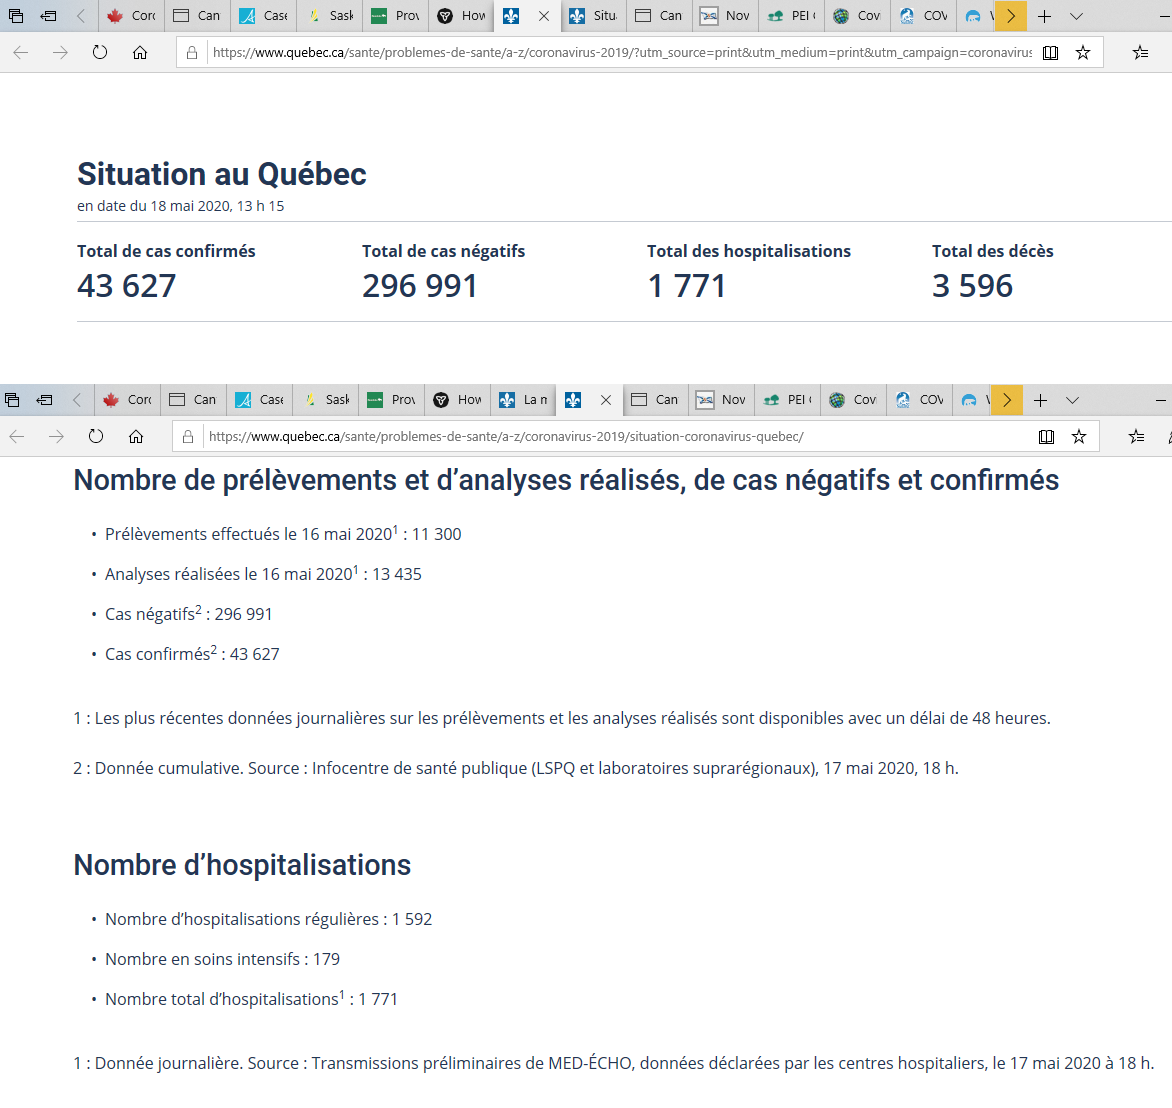 Corc
Can
Case
Sask
Prov
How
Situ
Can
Nov
PEI (
Cov
COV
https://www.quebec.ca/sante/problemes-de-sante/a-z/coronavirus-2019/?utm_source=print&utm_medium=print&utm_campaign=coronavirus
Situation au Québec
en date du 18 mai 2020, 13 h 15
Total de cas confirmés
43 627
Total de cas négatifs
296 991
Total des hospitalisations
1 771
Total des décès
3 596
Corc
Can
Case
Sask
Prov
How
La m
Can
Nov
PEI (
Cov
COV
https://www.quebec.ca/sante/problemes-de-sante/a-z/coronavirus-2019/situation-coronavirus-quebec/
Nombre de prélèvements et d’analyses réalisés, de cas négatifs et confirmés
• Prélèvements effectués le 16 mai 2020¹ : 11 300
• Analyses réalisées le 16 mai 2020¹ : 13 435
• Cas négatifs² : 296 991
• Cas confirmés² : 43 627
1 : Les plus récentes données journalières sur les prélèvements et les analyses réalisés sont disponibles avec un délai de 48 heures.
2 : Donnée cumulative. Source : Infocentre de santé publique (LSPQ et laboratoires suprarégionaux), 17 mai 2020, 18 h.
Nombre d’hospitalisations
• Nombre d’hospitalisations régulières : 1 592
• Nombre en soins intensifs : 179
• Nombre total d’hospitalisations¹ : 1 771
1 : Donnée journalière. Source : Transmissions préliminaires de MED-ÉCHO, données déclarées par les centres hospitaliers, le 17 mai 2020 à 18 h.